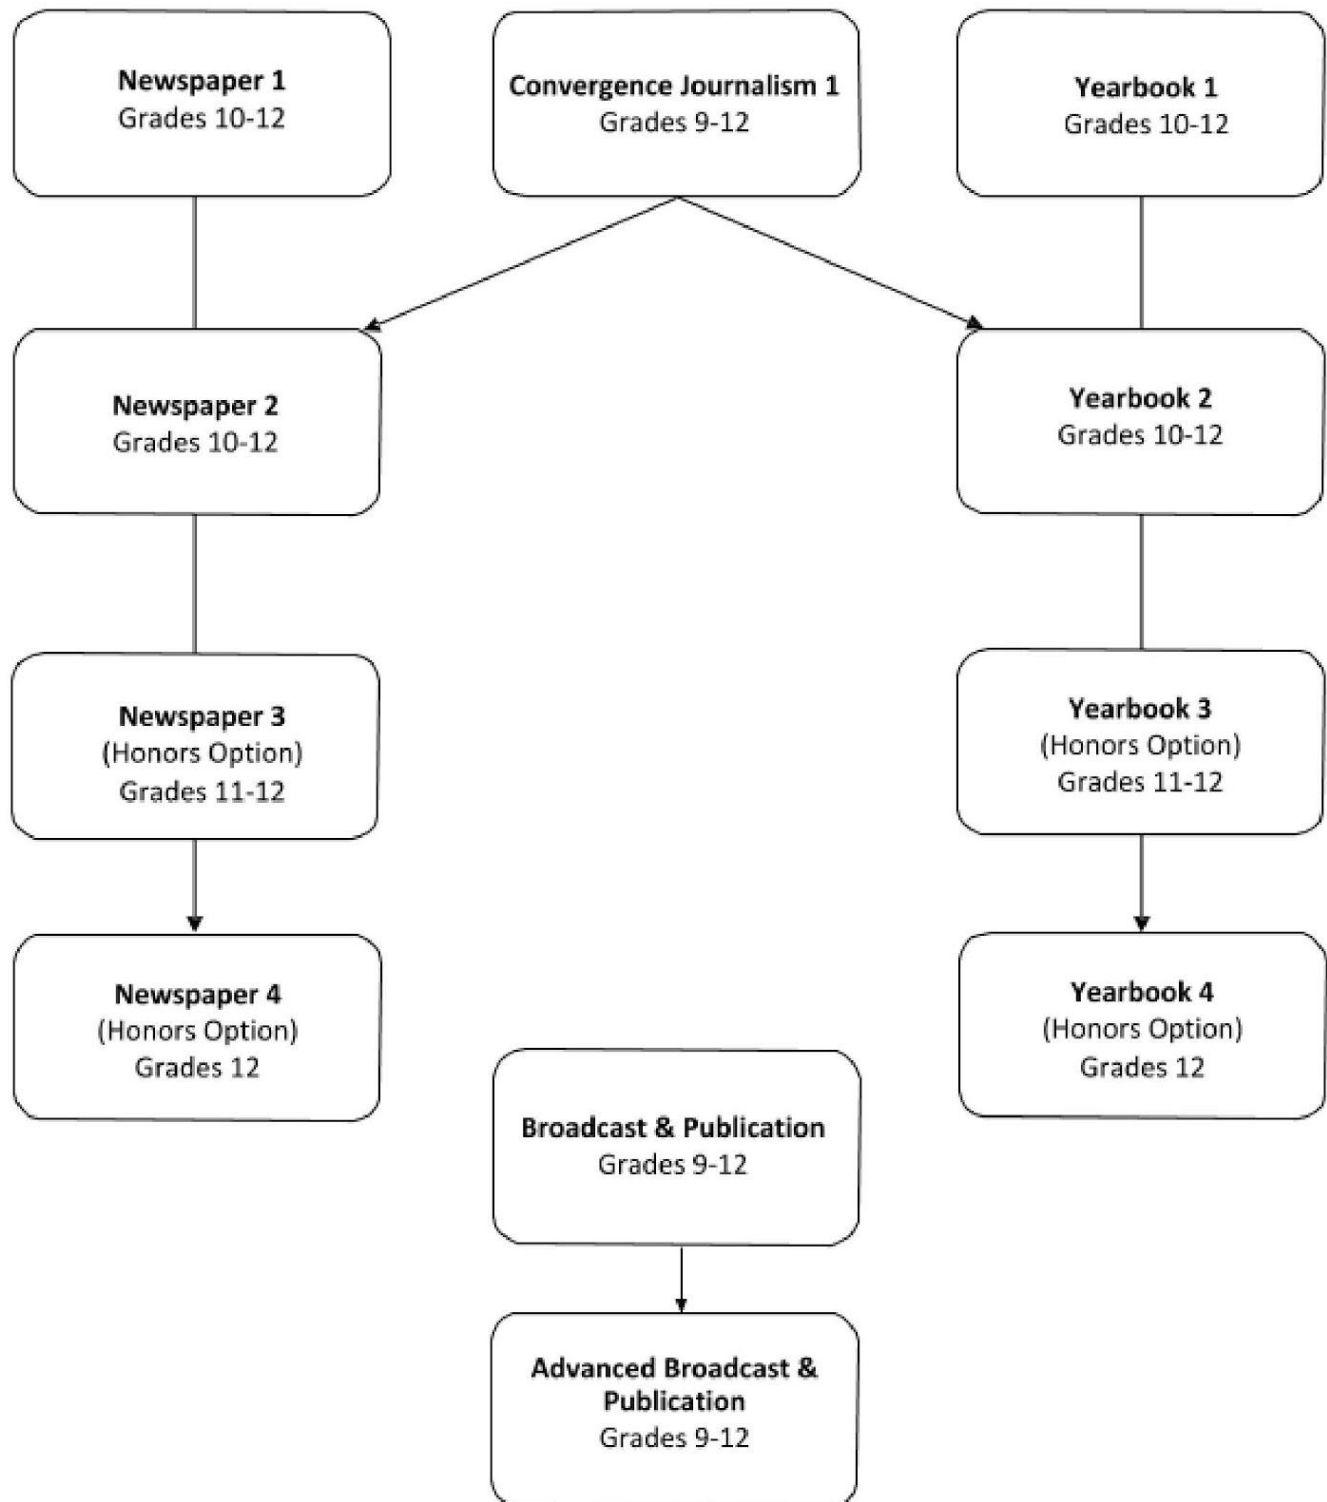 Newspaper 1
Grades 10-12
Convergence Journalism 1
Grades 9-12
Yearbook 1
Grades 10-12
Newspaper 2
Grades 10-12
Yearbook 2
Grades 10-12
Newspaper 3
(Honors Option)
Grades 11-12
Yearbook 3
(Honors Option)
Grades 11-12
Newspaper 4
(Honors Option)
Grades 12
Yearbook 4
(Honors Option)
Grades 12
Broadcast & Publication
Grades 9-12
Advanced Broadcast &
Publication
Grades 9-12